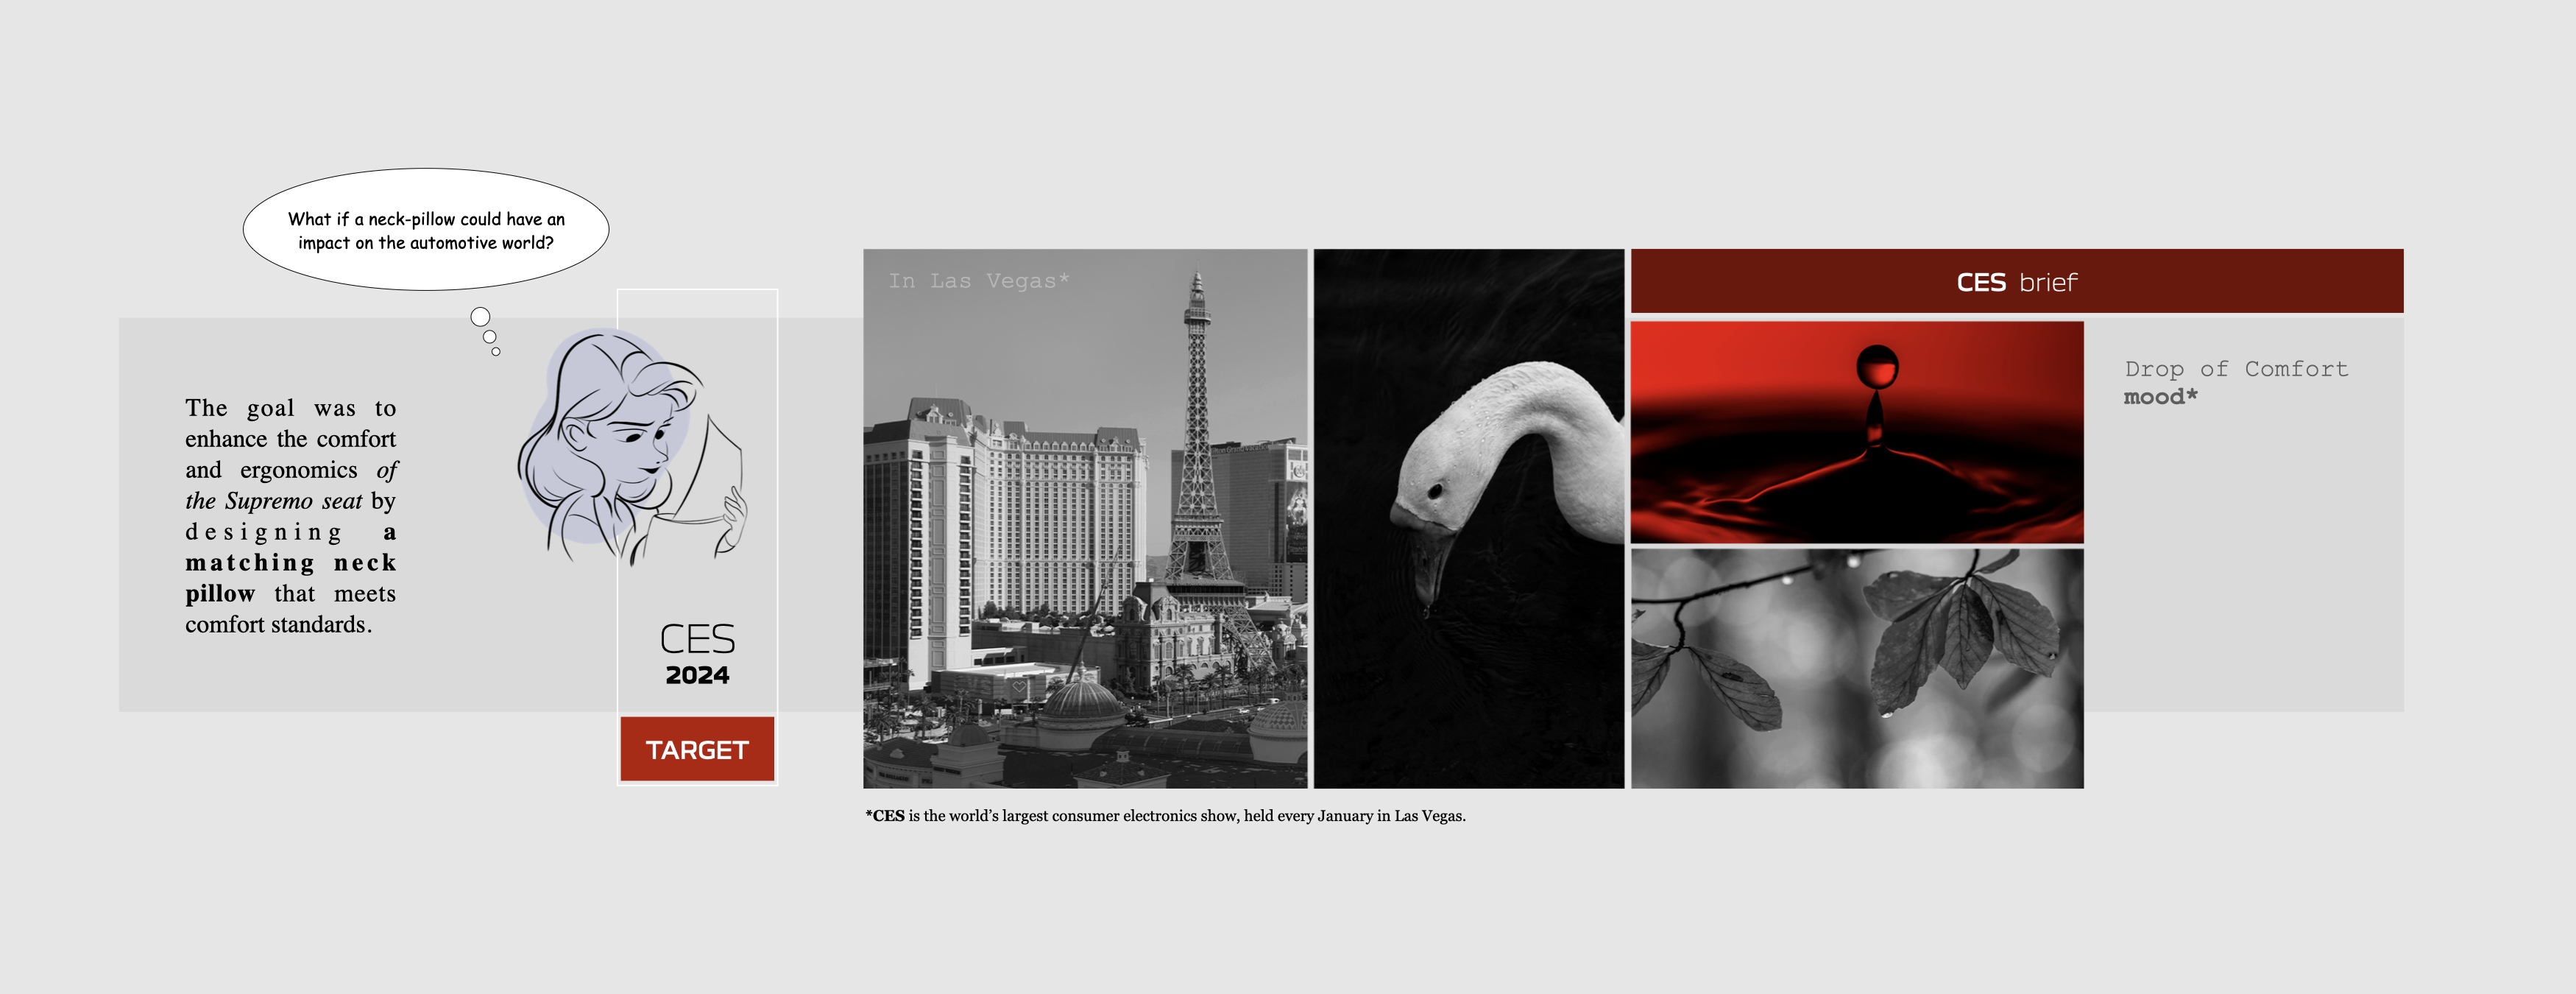 What if a neck-pillow could have an
impact on the automotive world?
The goal was to
enhance the comfort
and ergonomics of
the Supremo seat by
designing a
matching neck
pillow that meets
comfort standards.
CES
2024
TARGET
In Las Vegas*
*CES is the world's largest consumer electronics show, held every January in Las Vegas.
CES brief
Drop of Comfort
mood*